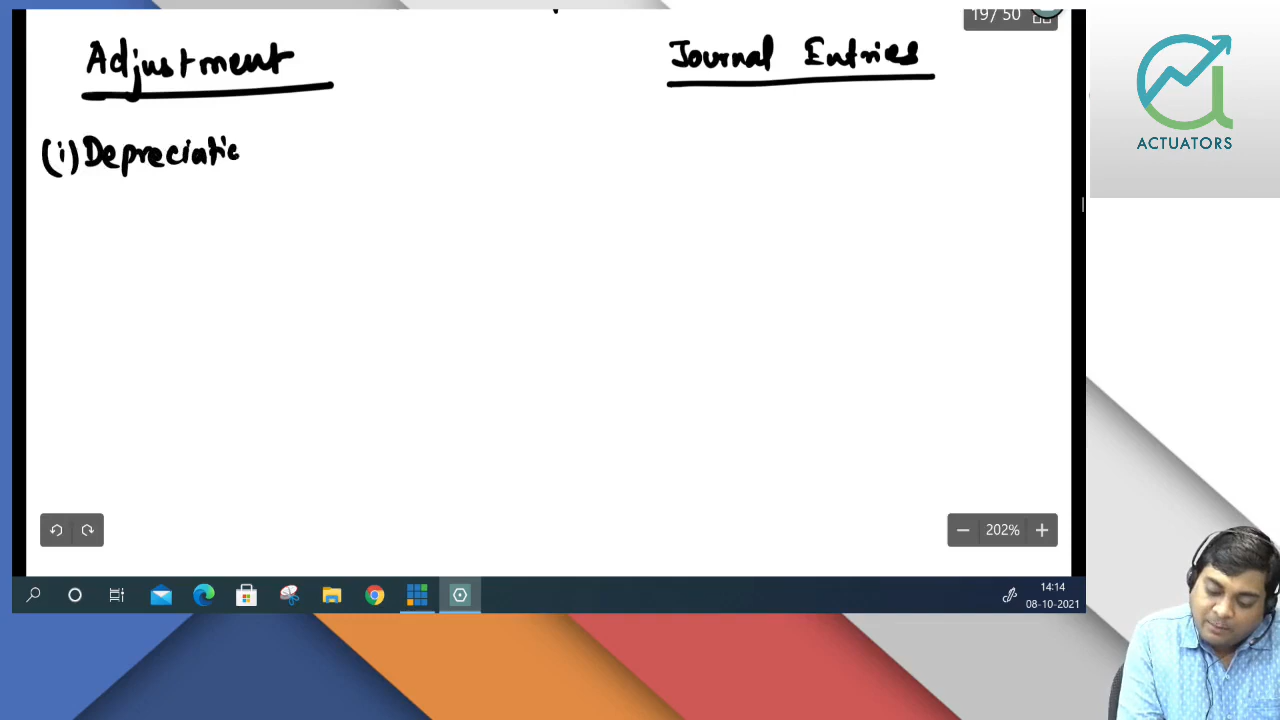 19 / 50
Adjustment Journal Entries
(i) Depreciatio
202%
14:14
08-10-2021
ACTUATORS